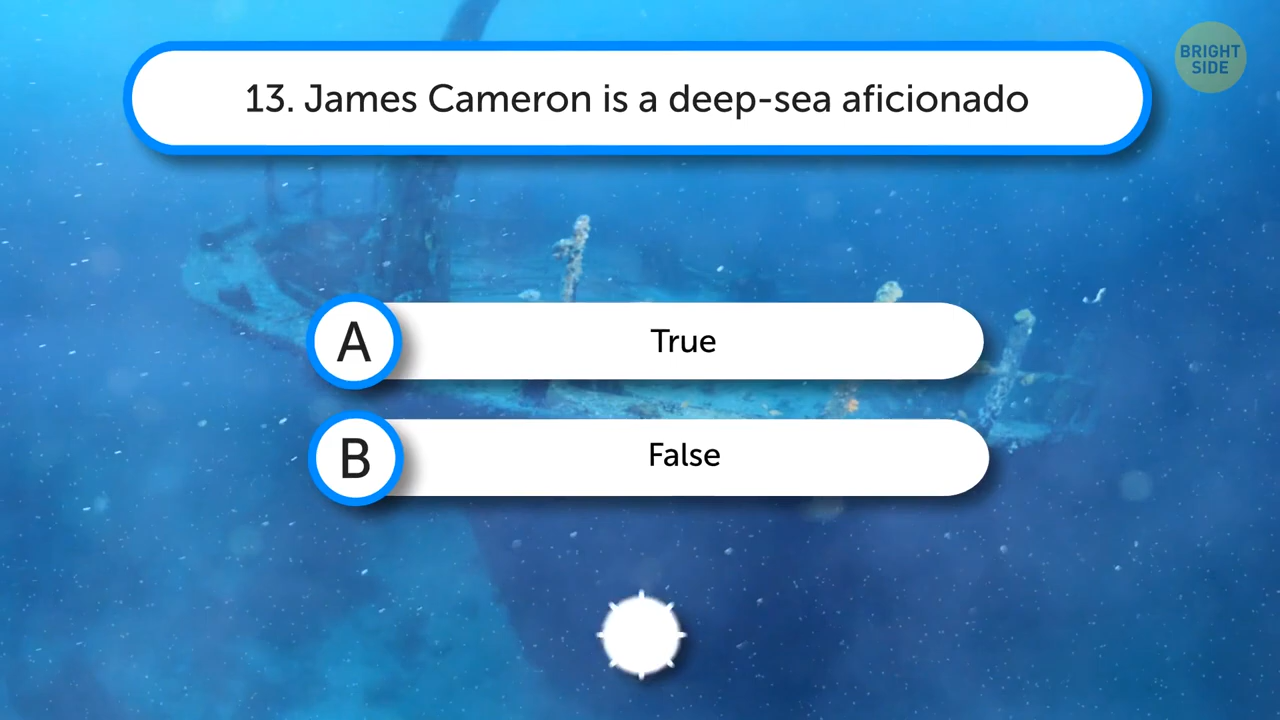 BRIGHT
SIDE
13. James Cameron is a deep-sea aficionado
A True
B False